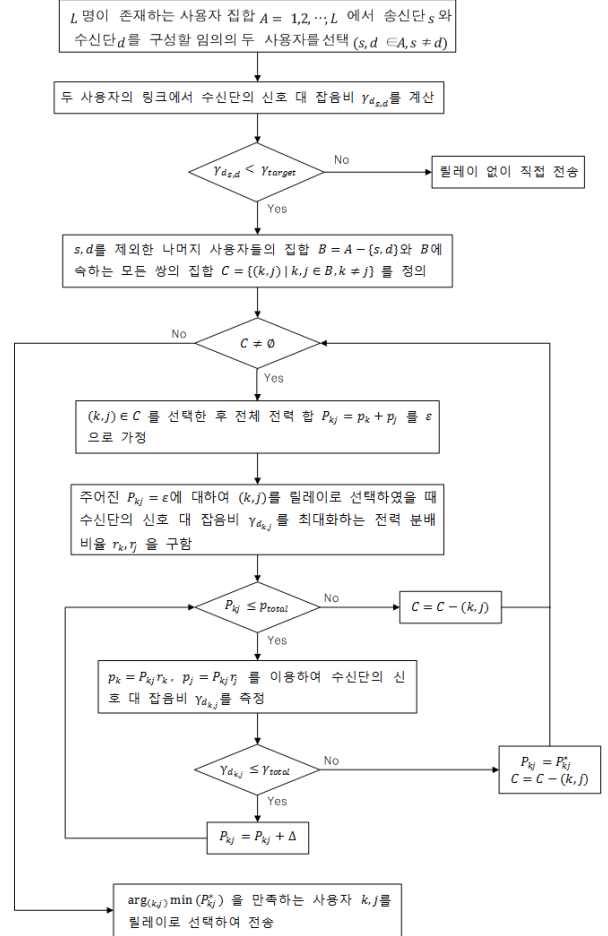 L 명이 존재하는 사용자 집합 A = 1,2,⋯,L 에서 송신단 s 와
수신단 d 를 구성할 임의의 두 사용자를 선택 (s, d ∈A, s ≠ d)
두 사용자의 링크에서 수신단의 신호 대 잡음비 γ_{d_{s,d}}를 계산
γ_{d_{s,d}} < γ_{target}
No
릴레이 없이 직접 전송
Yes
s, d를 제외한 나머지 사용자들의 집합 B = A − {s, d}와 B에
속하는 모든 쌍의 집합 C = {(k, j) | k, j ∈ B, k ≠ j} 를 정의
No
C ≠ ∅
Yes
(k, j) ∈ C 를 선택한 후 전체 전력 합 P_{kj} = p_k + p_j 를 ε
으로 가정
주어진 P_{kj} = ε에 대하여 (k, j)를 릴레이로 선택하였을 때
수신단의 신호 대 잡음비 γ_{d_{k,j}} 를 최대화하는 전력 분배
비율 r_k, r_j 을 구함
P_{kj} ≤ p_{total}
No
C = C − (k, j)
Yes
p_k = P_{kj}r_k , p_j = P_{kj}r_j 를 이용하여 수신단의 신
호 대 잡음비 γ_{d_{k,j}}를 측정
γ_{d_{k,j}} ≤ γ_{total}
No
P_{kj} = P^*_{kj}
C = C − (k, j)
Yes
P_{kj} = P_{kj} + Δ
arg_{(k,j)} min(P^*_{kj}) 을 만족하는 사용자 k, j를
릴레이로 선택하여 전송